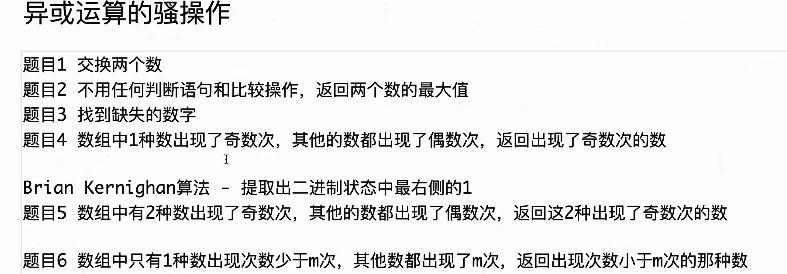 异或运算的骚操作
题目1 交换两个数
题目2 不用任何判断语句和比较操作，返回两个数的最大值
题目3 找到缺失的数字
题目4 数组中1种数出现了奇数次，其他的数都出现了偶数次，返回出现了奇数次的数
Brian Kernighan算法 - 提取出二进制状态中最右侧的1
题目5 数组中有2种数出现了奇数次，其他的数都出现了偶数次，返回这2种出现了奇数次的数
题目6 数组中只有1种数出现次数少于m次，其他数都出现了m次，返回出现次数小于m次的那种数